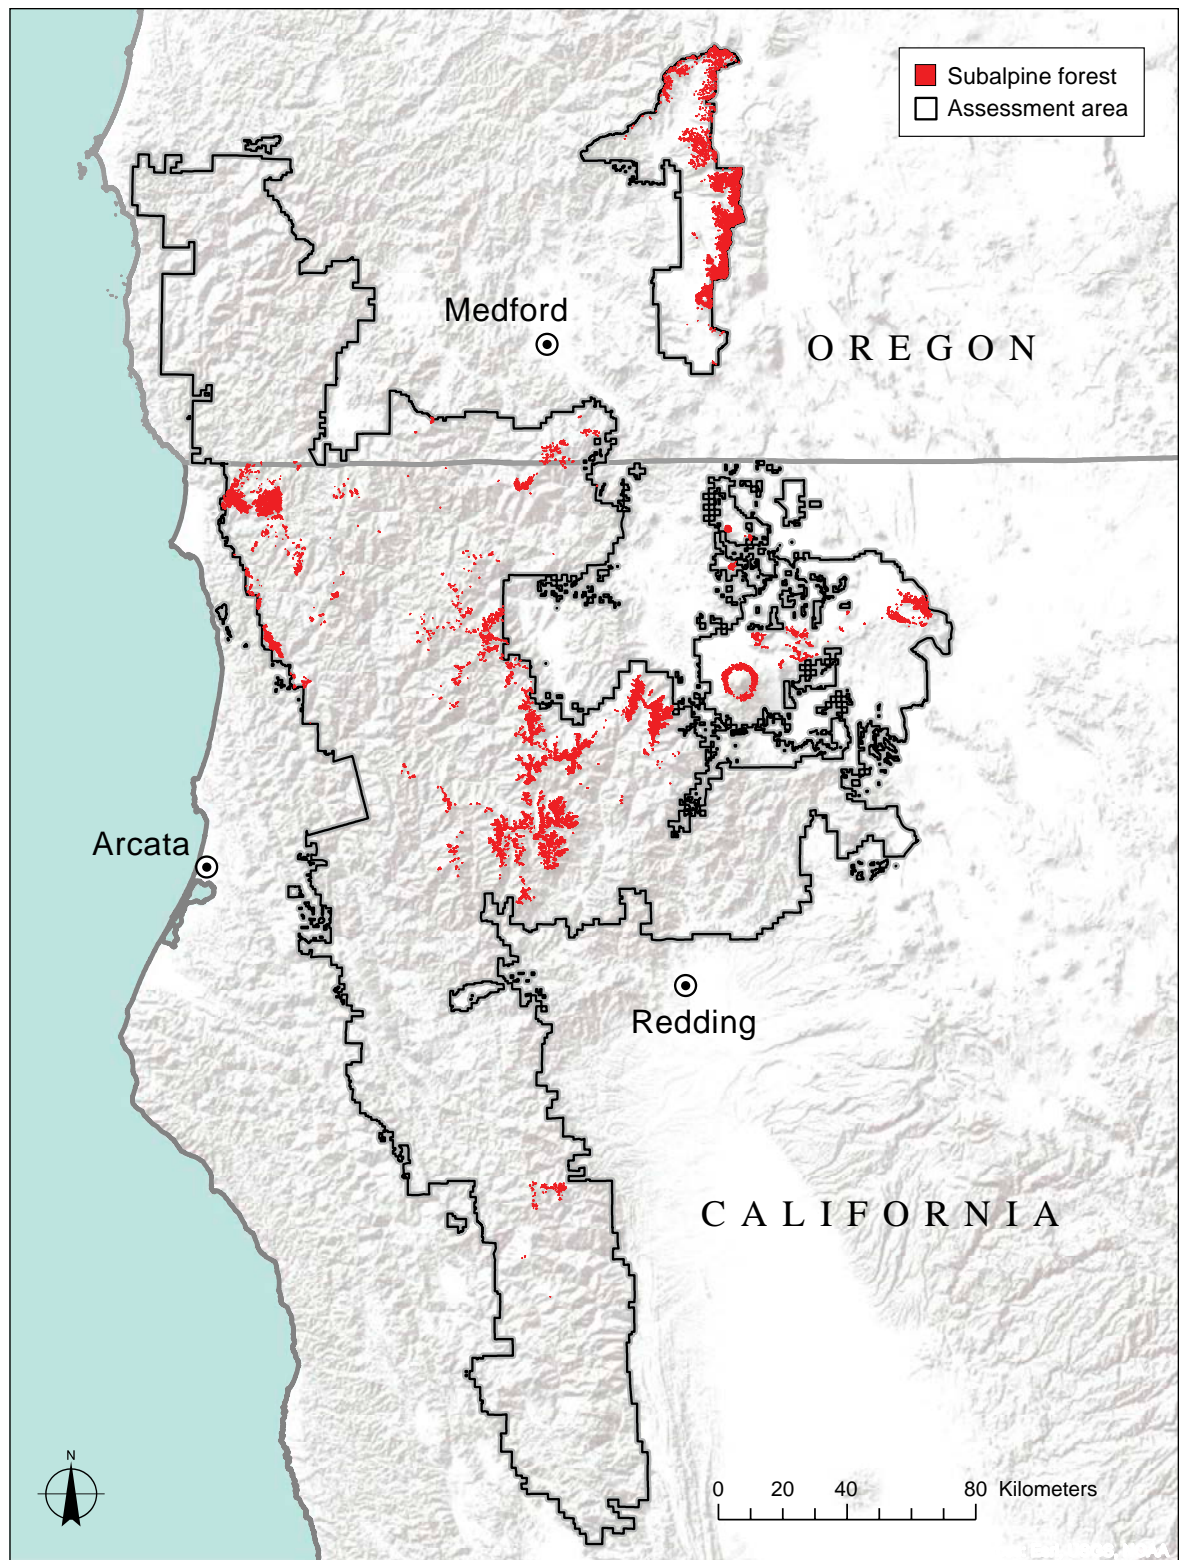 Subalpine forest
Assessment area
Medford
OREGON
Arcata
Redding
CALIFORNIA
N
0 20 40 80 Kilometers